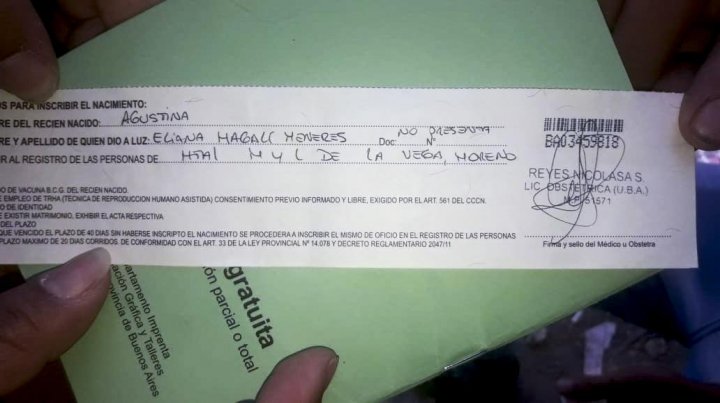 OS PARA INSCRIBIR EL NACIMIENTO:
RE DEL RECIEN NACIDO: AGUSTINA
RE Y APELLIDO DE QUIEN DIO A LUZ: ELIANA MAGALI MENERES Doc. N° NO PRESENTA
IR AL REGISTRO DE LAS PERSONAS DE HTAL M Y L DE LA VEGA, MORENO
DO DE VACUNA B.C.G. DEL RECIEN NACIDO.
E EMPLEO DE TRHA (TECNICA DE REPRODUCCION HUMANO ASISTIDA) CONSENTIMIENTO PREVIO INFORMADO Y LIBRE, EXIGIDO POR EL ART. 561 DEL CCCN.
O DE IDENTIDAD
E EXISTIR MATRIMONIO, EXHIBIR EL ACTA RESPECTIVA
DEL PLAZO
QUE VENCIDO EL PLAZO DE 40 DIAS SIN HABERSE INSCRIPTO EL NACIMIENTO SE PROCEDERA A INSCRIBIR EL MISMO DE OFICIO EN EL REGISTRO DE LAS PERSONAS
PLAZO MAXIMO DE 20 DIAS CORRIDOS, DE CONFORMIDAD CON EL ART. 33 DE LA LEY PROVINCIAL Nº 14.078 Y DECRETO REGLAMENTARIO 2047/11
BA03459818
REYES NICOLASA S.
LIC. OBSTETRICA (U.B.A.)
51571
Firma y sello del Médico u Obstetra
gratuita
ón parcial o total
partamento Imprenta
ación Gráfica y Talleres
rovincia de Buenos Aires